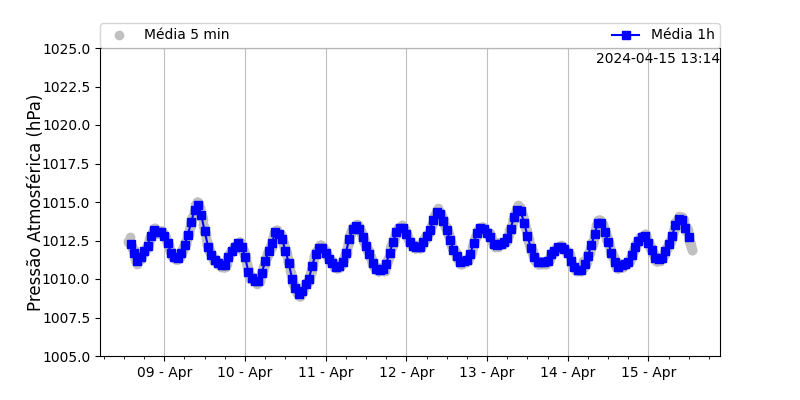 Média 5 min
Média 1h
2024-04-15 13:14
Pressão Atmosférica (hPa)
1025.0
1022.5
1020.0
1017.5
1015.0
1012.5
1010.0
1007.5
1005.0
09 - Apr
10 - Apr
11 - Apr
12 - Apr
13 - Apr
14 - Apr
15 - Apr